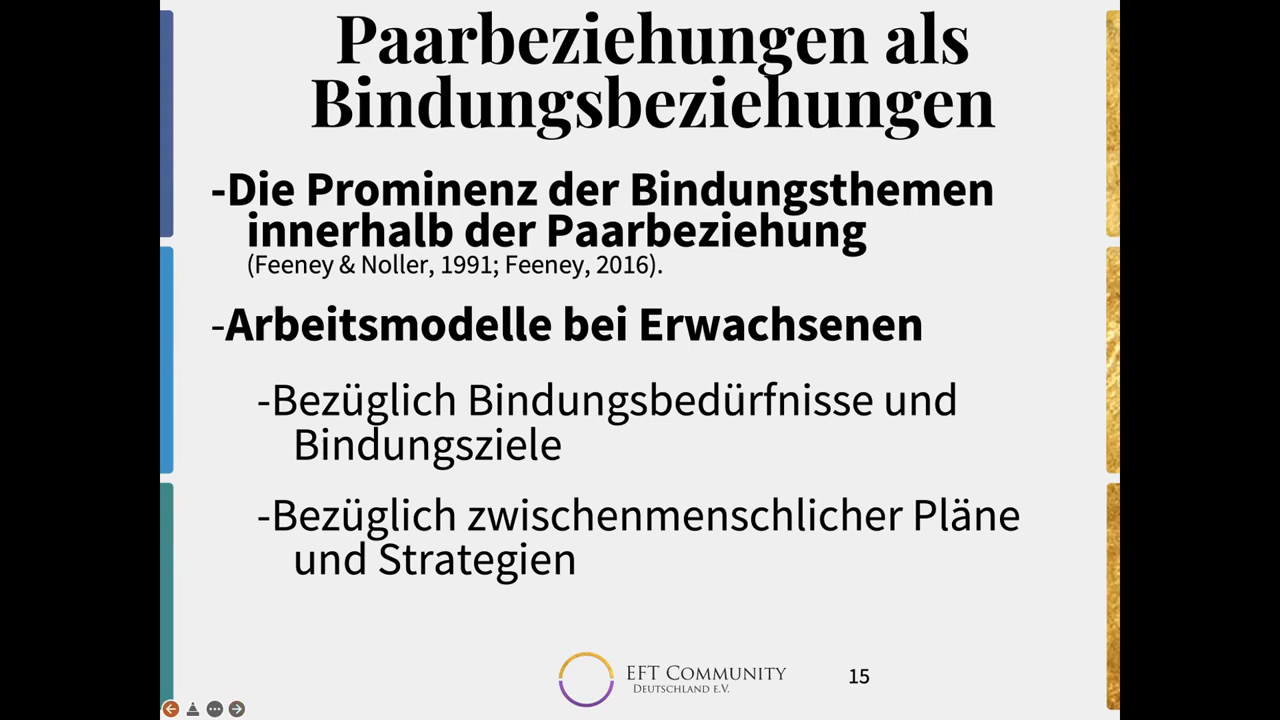 Paarbeziehungen als
Bindungsbeziehungen
-Die Prominenz der Bindungsthemen
innerhalb der Paarbeziehung
(Feeney & Noller, 1991; Feeney, 2016).
-Arbeitsmodelle bei Erwachsenen
-Bezüglich Bindungsbedürfnisse und
Bindungsziele
-Bezüglich zwischenmenschlicher Pläne
und Strategien
EFT Community
Deutschland e.V.
15